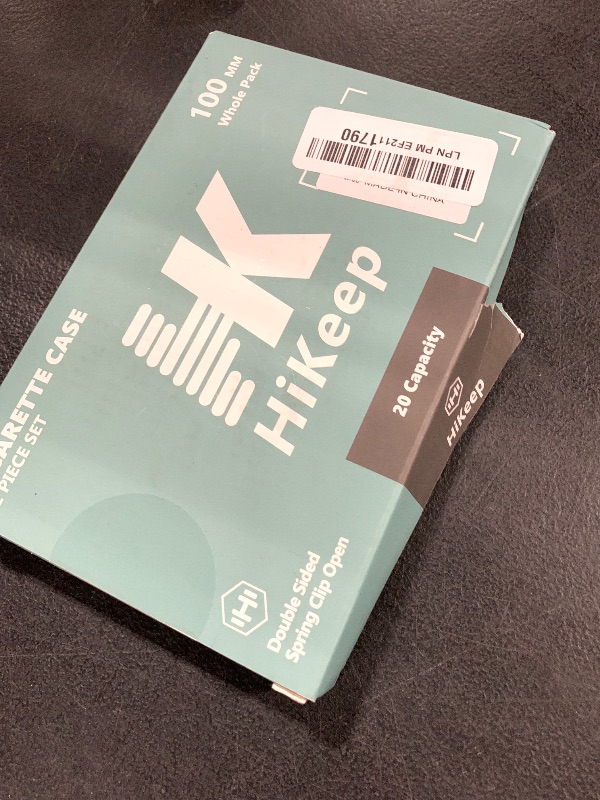 100 MM
Whole Pack
LPN PM EF2111790
MADE IN CHINA
HiKeep
20 Capacity
HiKeep
CASE
PIECE SET
Double Sided
Spring Clip Open